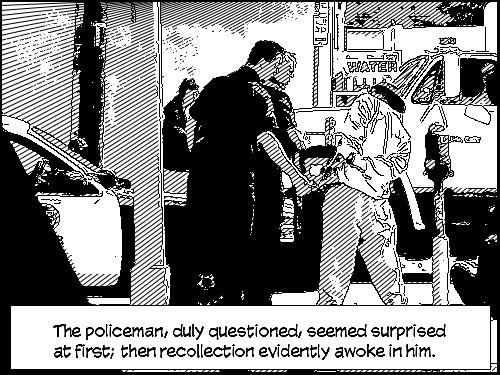 WATER
The policeman, duly questioned, seemed surprised
at first; then recollection evidently awoke in him.